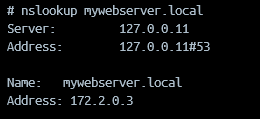 # nslookup mywebserver.local
Server:         127.0.0.11
Address:        127.0.0.11#53

Name:   mywebserver.local
Address: 172.2.0.3